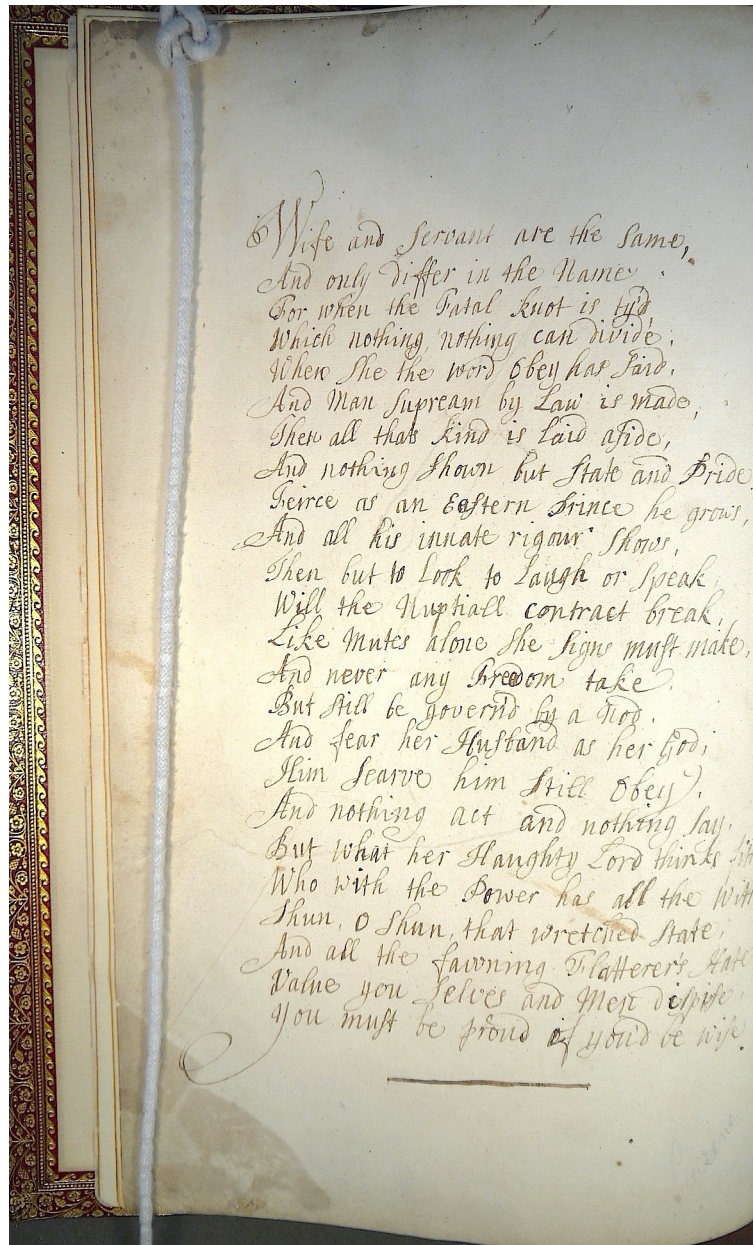 Wife and Servant are the Same,
And only differ in the Name.
For when the Fatal knot is ty'd,
Which nothing, nothing can divide;
When She the word Obey has Said,
And Man Supream by Law is made,
Then all thats kind is Laid aside,
And nothing Shown but State and Pride
Feirce as an Eastern Prince he grows,
And all his innate rigour Shows,
Then but to Look to Laugh or Speak
Will the Nuptiall contract break,
Like Mutes alone She Signs must make,
And never any Freedom take.
But Still be govern'd by a Nod.
And fear her Husband as her God;
Him Searve him Still Obey.
And nothing act and nothing Say.
But what her Haughty Lord thinks fitt
Who with the Power has all the Witt
Shun, O Shun, that wretched State,
And all the fawning Flatterer's Hate
Value you Selves and Men dispise,
You must be proud if you'd be wise.